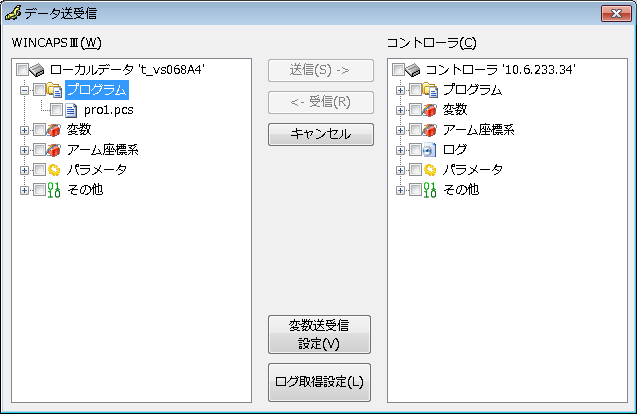 データ送受信
WINCAPSⅢ(W)
ローカルデータ 't_vs068A4'
プログラム
pro1.pcs
変数
アーム座標系
パラメータ
その他
送信(S) ->
<- 受信(R)
キャンセル
変数送受信
設定(V)
ログ取得設定(L)
コントローラ(C)
コントローラ '10.6.233.34'
プログラム
変数
アーム座標系
ログ
パラメータ
その他